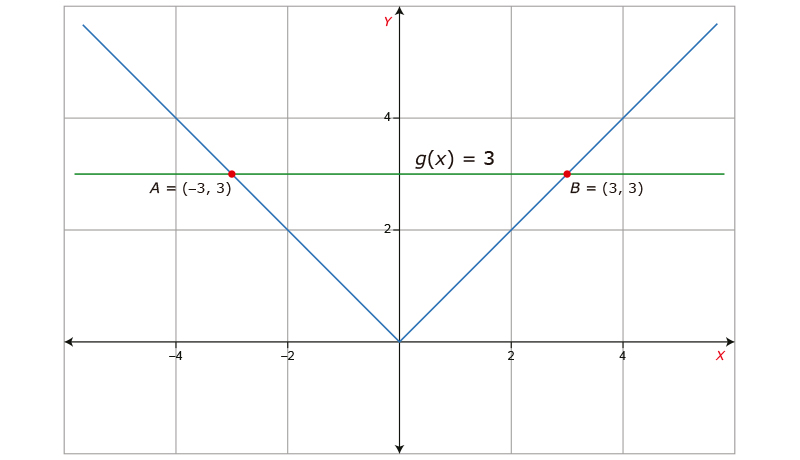 Y
4
g(x) = 3
A = (–3, 3)
B = (3, 3)
2
–4
–2
2
4
X